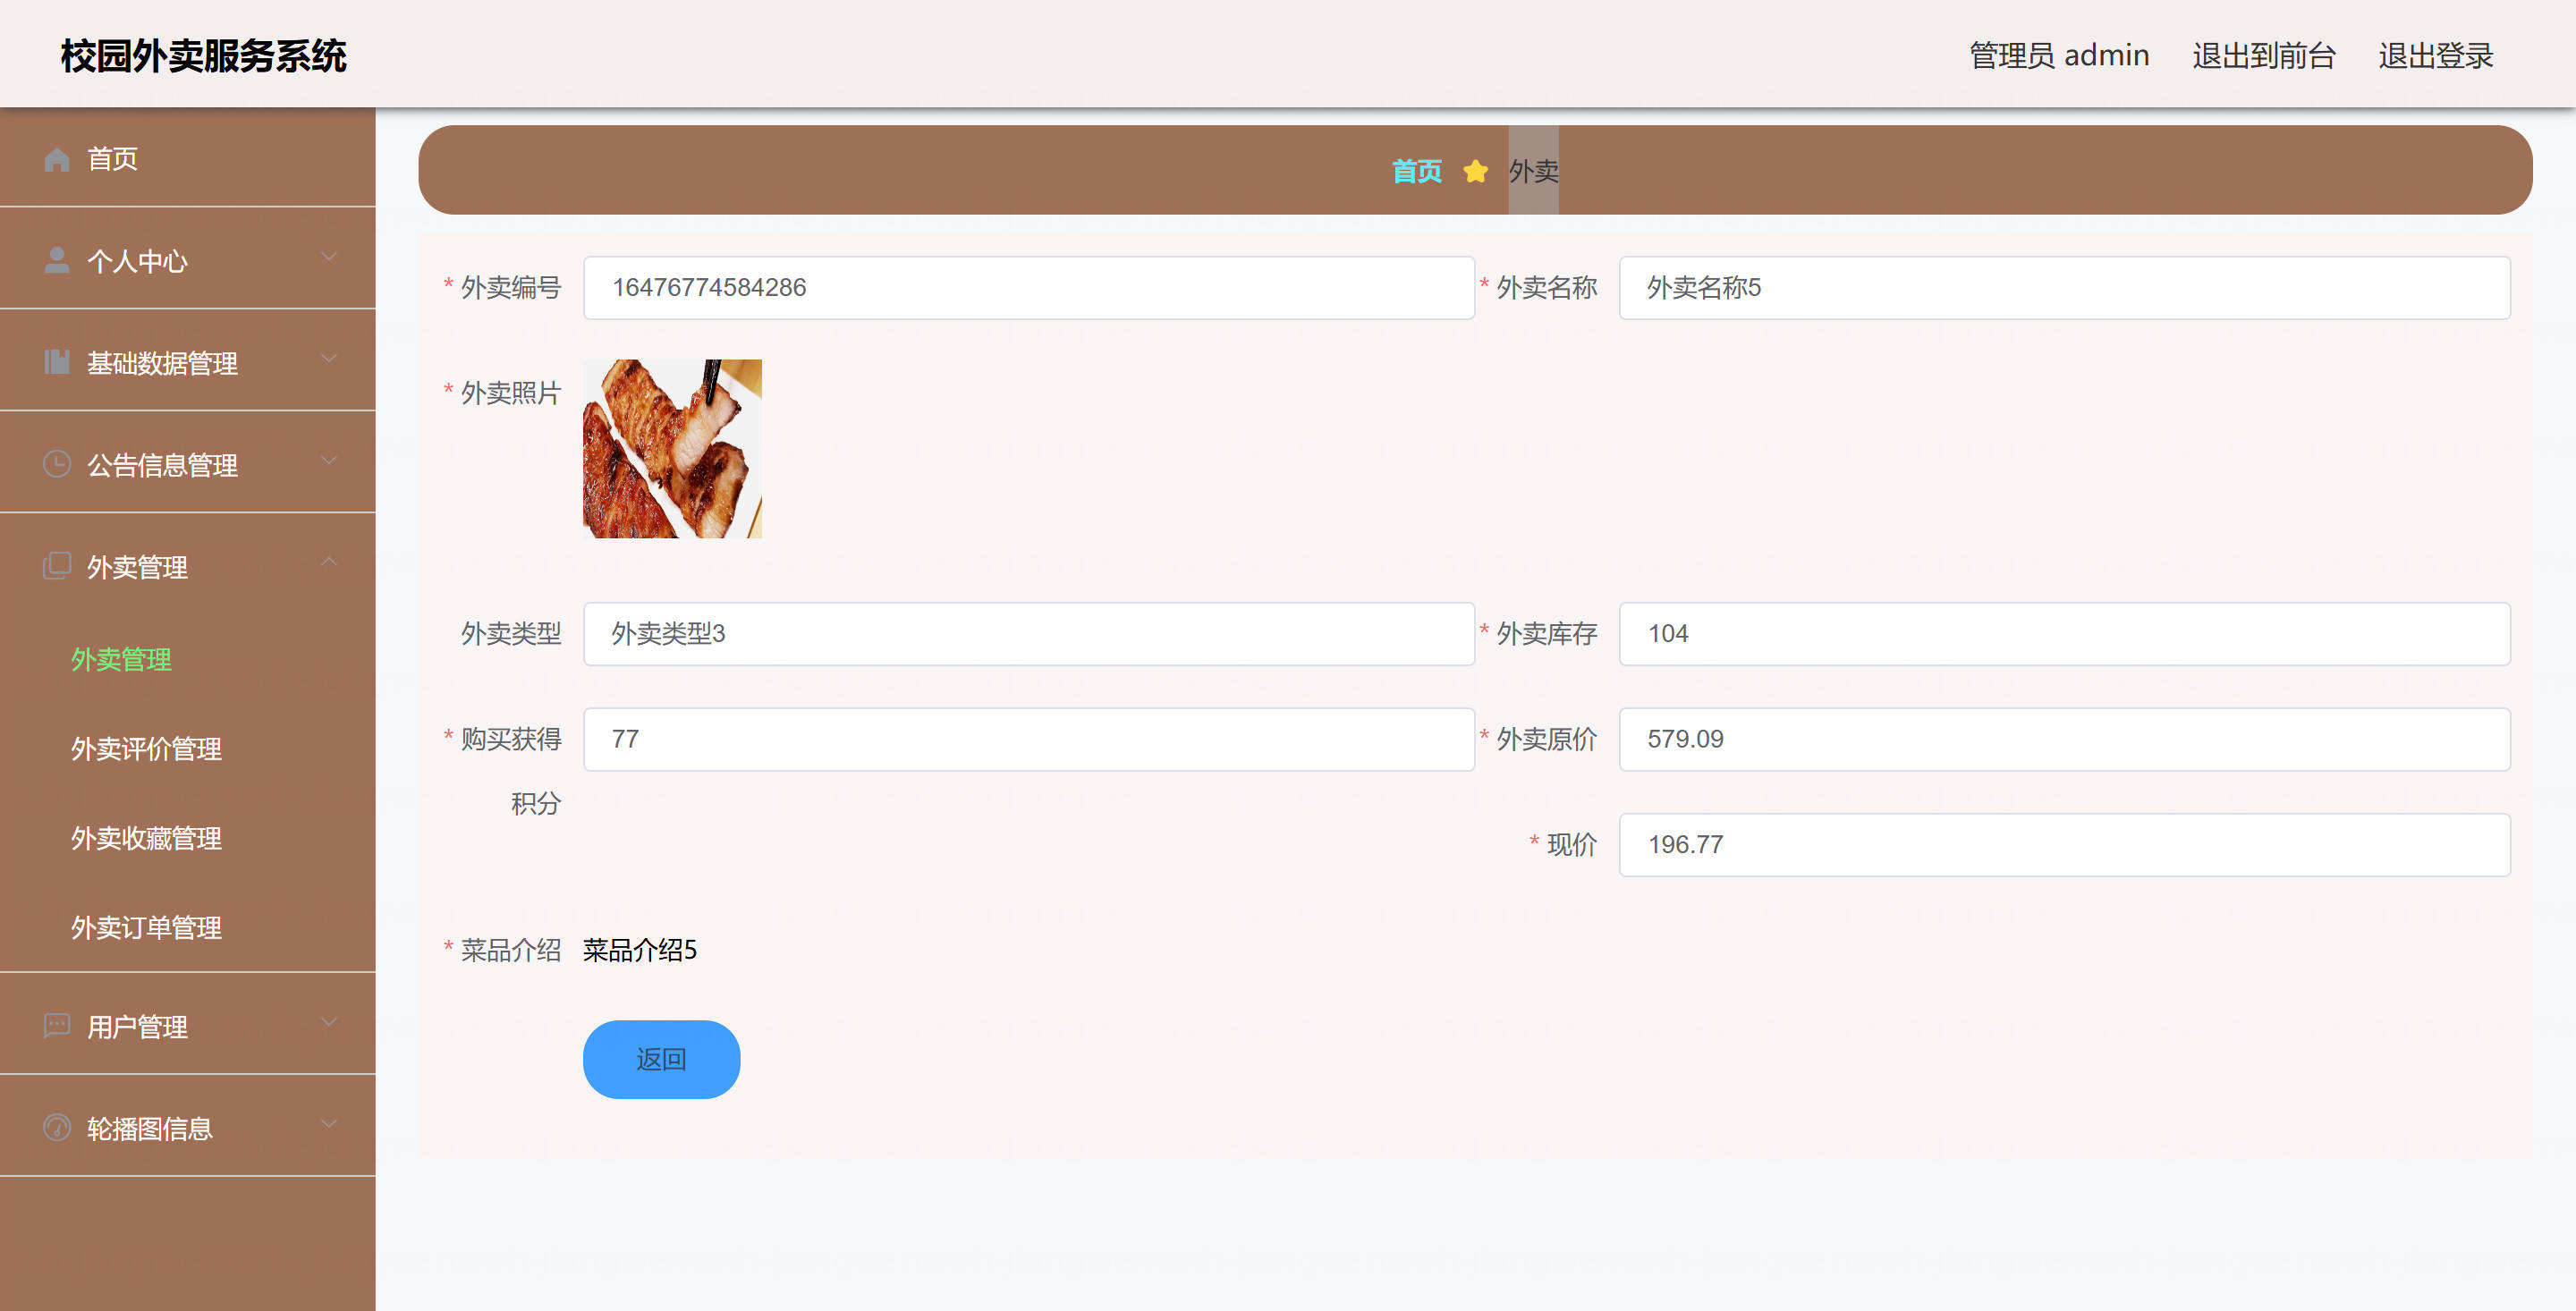 校园外卖服务系统
管理员 admin 退出到前台 退出登录
首页
个人中心
基础数据管理
公告信息管理
外卖管理
外卖管理
外卖评价管理
外卖收藏管理
外卖订单管理
用户管理
轮播图信息
首页 外卖
* 外卖编号 16476774584286 * 外卖名称 外卖名称5
* 外卖照片
外卖类型 外卖类型3 * 外卖库存 104
* 购买获得 77 * 外卖原价 579.09
积分
* 现价 196.77
* 菜品介绍 菜品介绍5
返回